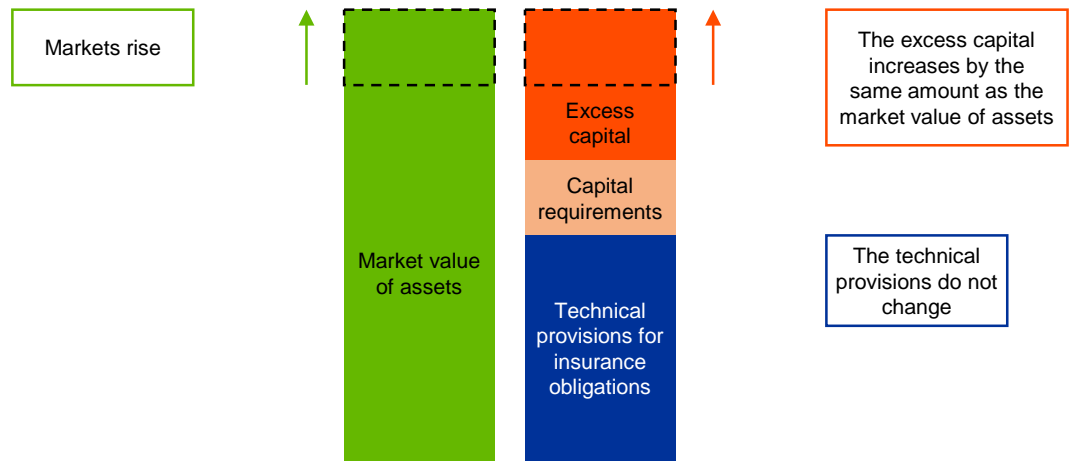 Markets rise
The excess capital
increases by the
same amount as the
market value of assets
Excess
capital
Capital
requirements
Market value
of assets
The technical
provisions do not
change
Technical
provisions for
insurance
obligations